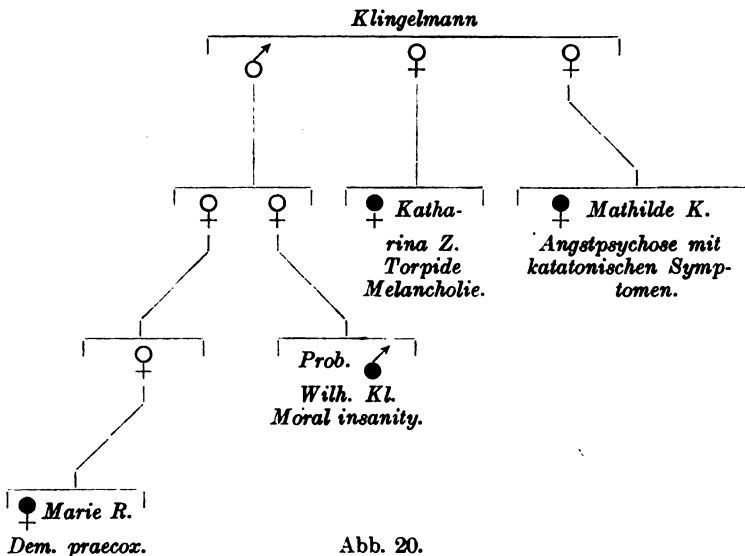 Klingelmann
Katha-
rina Z.
Torpide
Melancholie.
Mathilde K.
Angstpsychose mit
katatonischen Symp-
tomen.
Prob.
Wilh. Kl.
Moral insanity.
Marie R.
Dem. praecox.
Abb. 20.